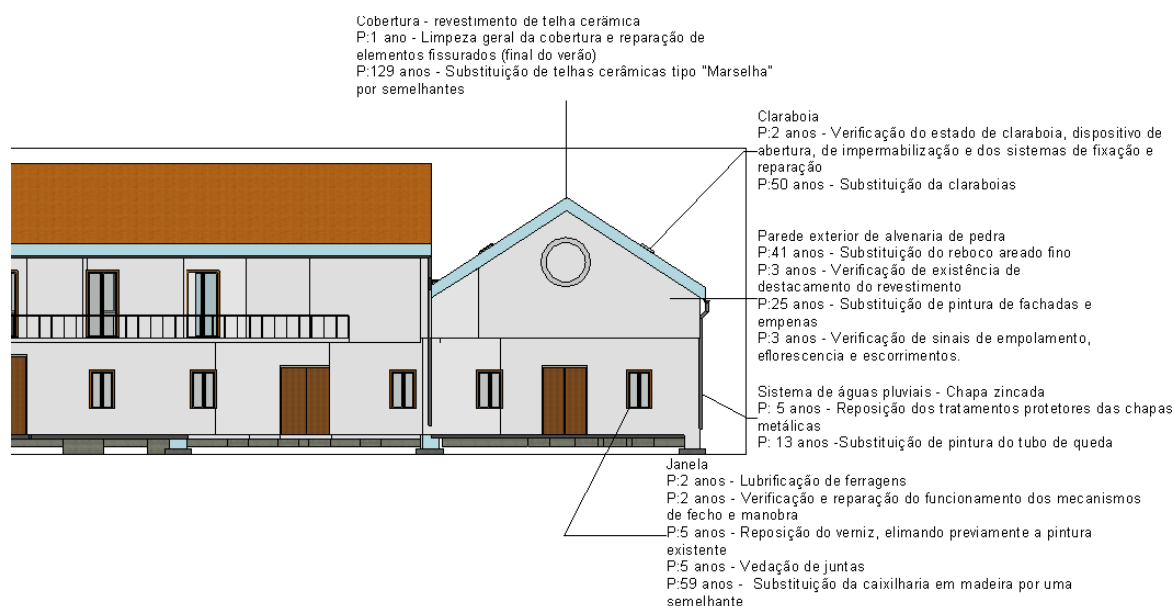 Cobertura - revestimento de telha cerâmica
P:1 ano - Limpeza geral da cobertura e reparação de
elementos fissurados (final do verão)
P:129 anos - Substituição de telhas cerâmicas tipo "Marselha"
por semelhantes
Claraboia
P:2 anos - Verificação do estado de claraboia, dispositivo de
abertura, de impermabilização e dos sistemas de fixação e
reparação
P:50 anos - Substituição da claraboias
Parede exterior de alvenaria de pedra
P:41 anos - Substituição do reboco areado fino
P:3 anos - Verificação de existência de
destacamento do revestimento
P:25 anos - Substituição de pintura de fachadas e
empenas
P:3 anos - Verificação de sinais de empolamento,
eflorescencia e escorrimentos.
Sistema de águas pluviais - Chapa zincada
P: 5 anos - Reposição dos tratamentos protetores das chapas
metálicas
P: 13 anos -Substituição de pintura do tubo de queda
Janela
P:2 anos - Lubrificação de ferragens
P:2 anos - Verificação e reparação do funcionamento dos mecanismos
de fecho e manobra
P:5 anos - Reposição do verniz, elimando previamente a pintura
existente
P:5 anos - Vedação de juntas
P:59 anos - Substituição da caixilharia em madeira por uma
semelhante